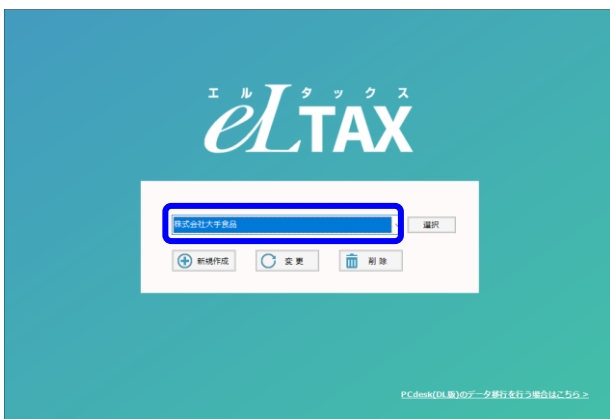 エルタックス
eLTAX
株式会社大手食品
選択
新規作成
変更
削除
PCdesk(DL版)のデータ移行を行う場合はこちら >